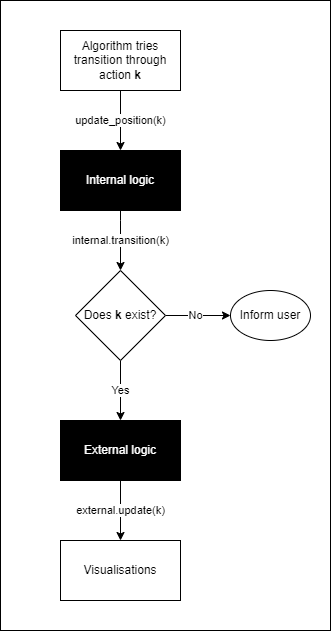 Algorithm tries
transition through
action k
update_position(k)
Internal logic
internal.transition(k)
Does k exist?
No
Inform user
Yes
External logic
external.update(k)
Visualisations